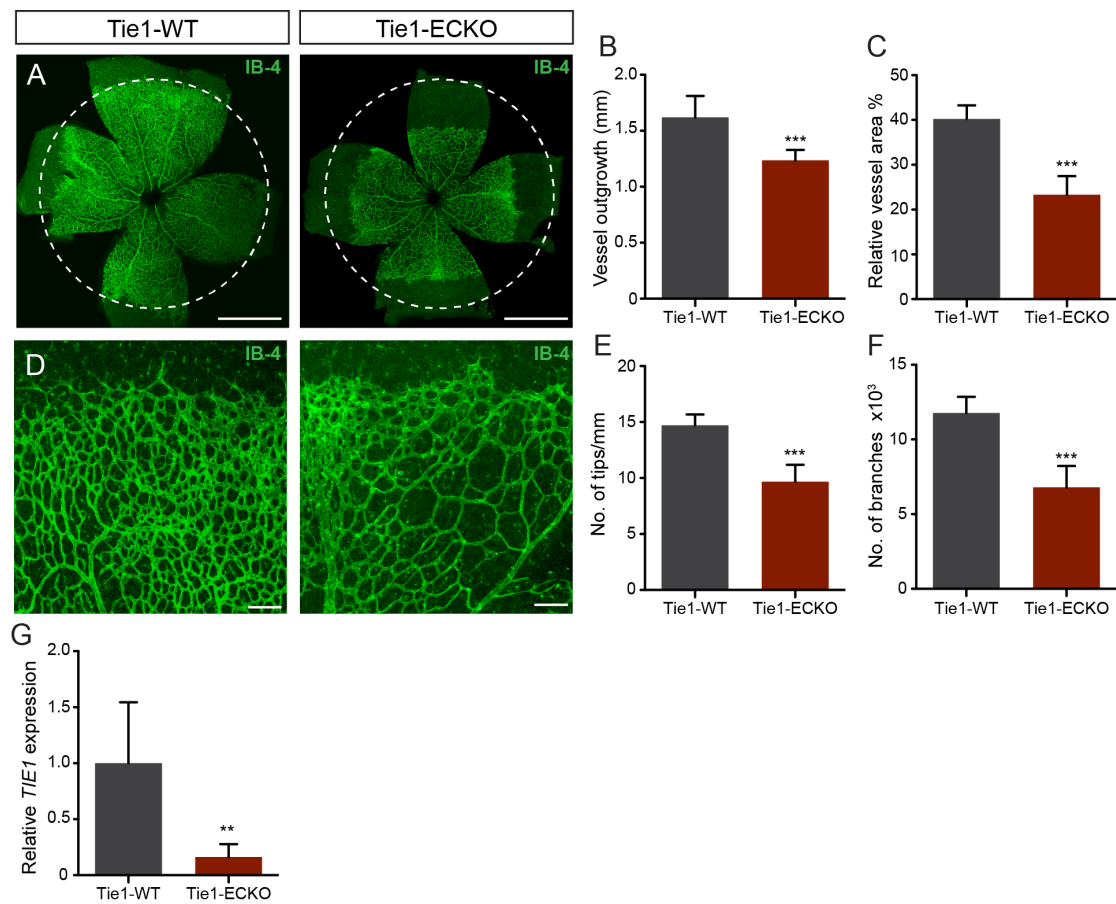 Tie1-WT
Tie1-ECKO
A
IB-4
IB-4
B
Vessel outgrowth (mm)
2.0
1.5
1.0
0.5
0
***
Tie1-WT
Tie1-ECKO
C
Relative vessel area %
50
40
30
20
10
0
***
Tie1-WT
Tie1-ECKO
D
IB-4
IB-4
E
No. of tips/mm
20
15
10
5
0
***
Tie1-WT
Tie1-ECKO
F
No. of branches x10³
15
10
5
0
***
Tie1-WT
Tie1-ECKO
G
Relative TIE1 expression
2.0
1.5
1.0
0.5
0
**
Tie1-WT
Tie1-ECKO